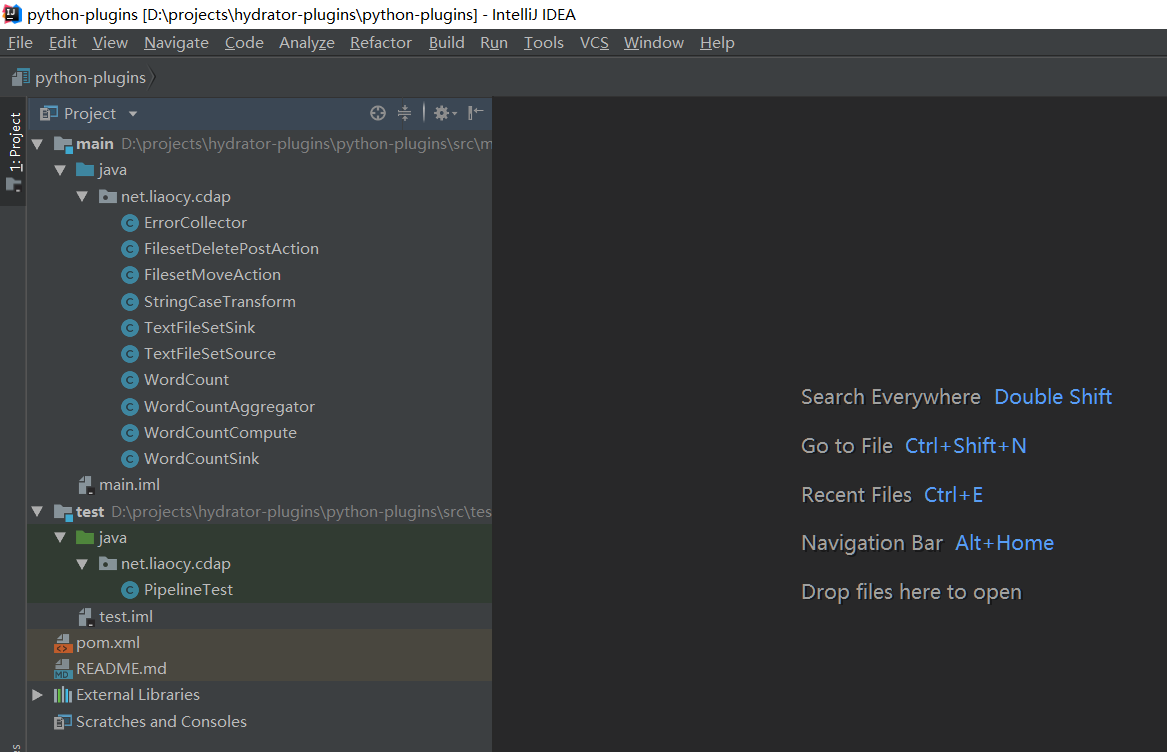 python-plugins [D:\projects\hydrator-plugins\python-plugins] - IntelliJ IDEA
File Edit View Navigate Code Analyze Refactor Build Run Tools VCS Window Help
python-plugins
1: Project
Project
main D:\projects\hydrator-plugins\python-plugins\src\m
java
net.liaocy.cdap
ErrorCollector
FilesetDeletePostAction
FilesetMoveAction
StringCaseTransform
TextFileSetSink
TextFileSetSource
WordCount
WordCountAggregator
WordCountCompute
WordCountSink
main.iml
test D:\projects\hydrator-plugins\python-plugins\src\tes
java
net.liaocy.cdap
PipelineTest
test.iml
pom.xml
README.md
External Libraries
Scratches and Consoles
Search Everywhere Double Shift
Go to File Ctrl+Shift+N
Recent Files Ctrl+E
Navigation Bar Alt+Home
Drop files here to open